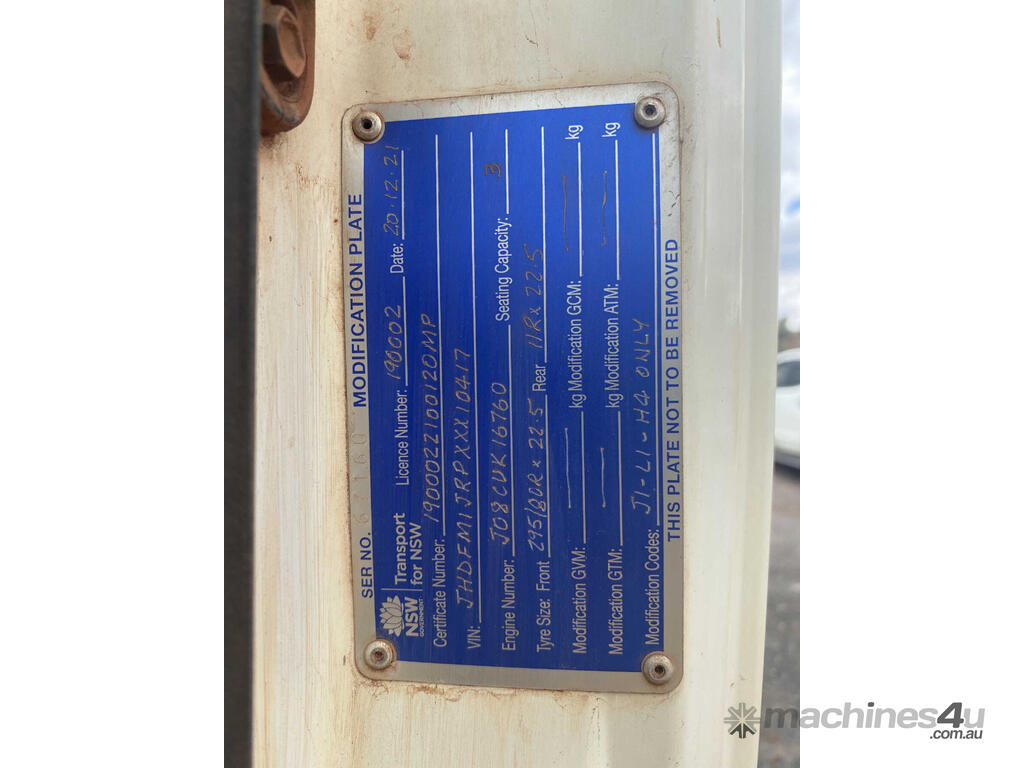 SER NO. MODIFICATION PLATE
NSW GOVERNMENT Transport for NSW Licence Number: 190002 Date: 20.12.21
Certificate Number: 1900022100120MP
VIN: JHDFM1JRPXXX10417
Engine Number: J08CUK16760 Seating Capacity: 3
Tyre Size: Front 295/80R x 22.5 Rear 11R x 22.5
Modification GVM: — kg Modification GCM: — kg
Modification GTM: — kg Modification ATM: — kg
Modification Codes: J1-L1-H4 ONLY
THIS PLATE NOT TO BE REMOVED
machines4u
.com.au